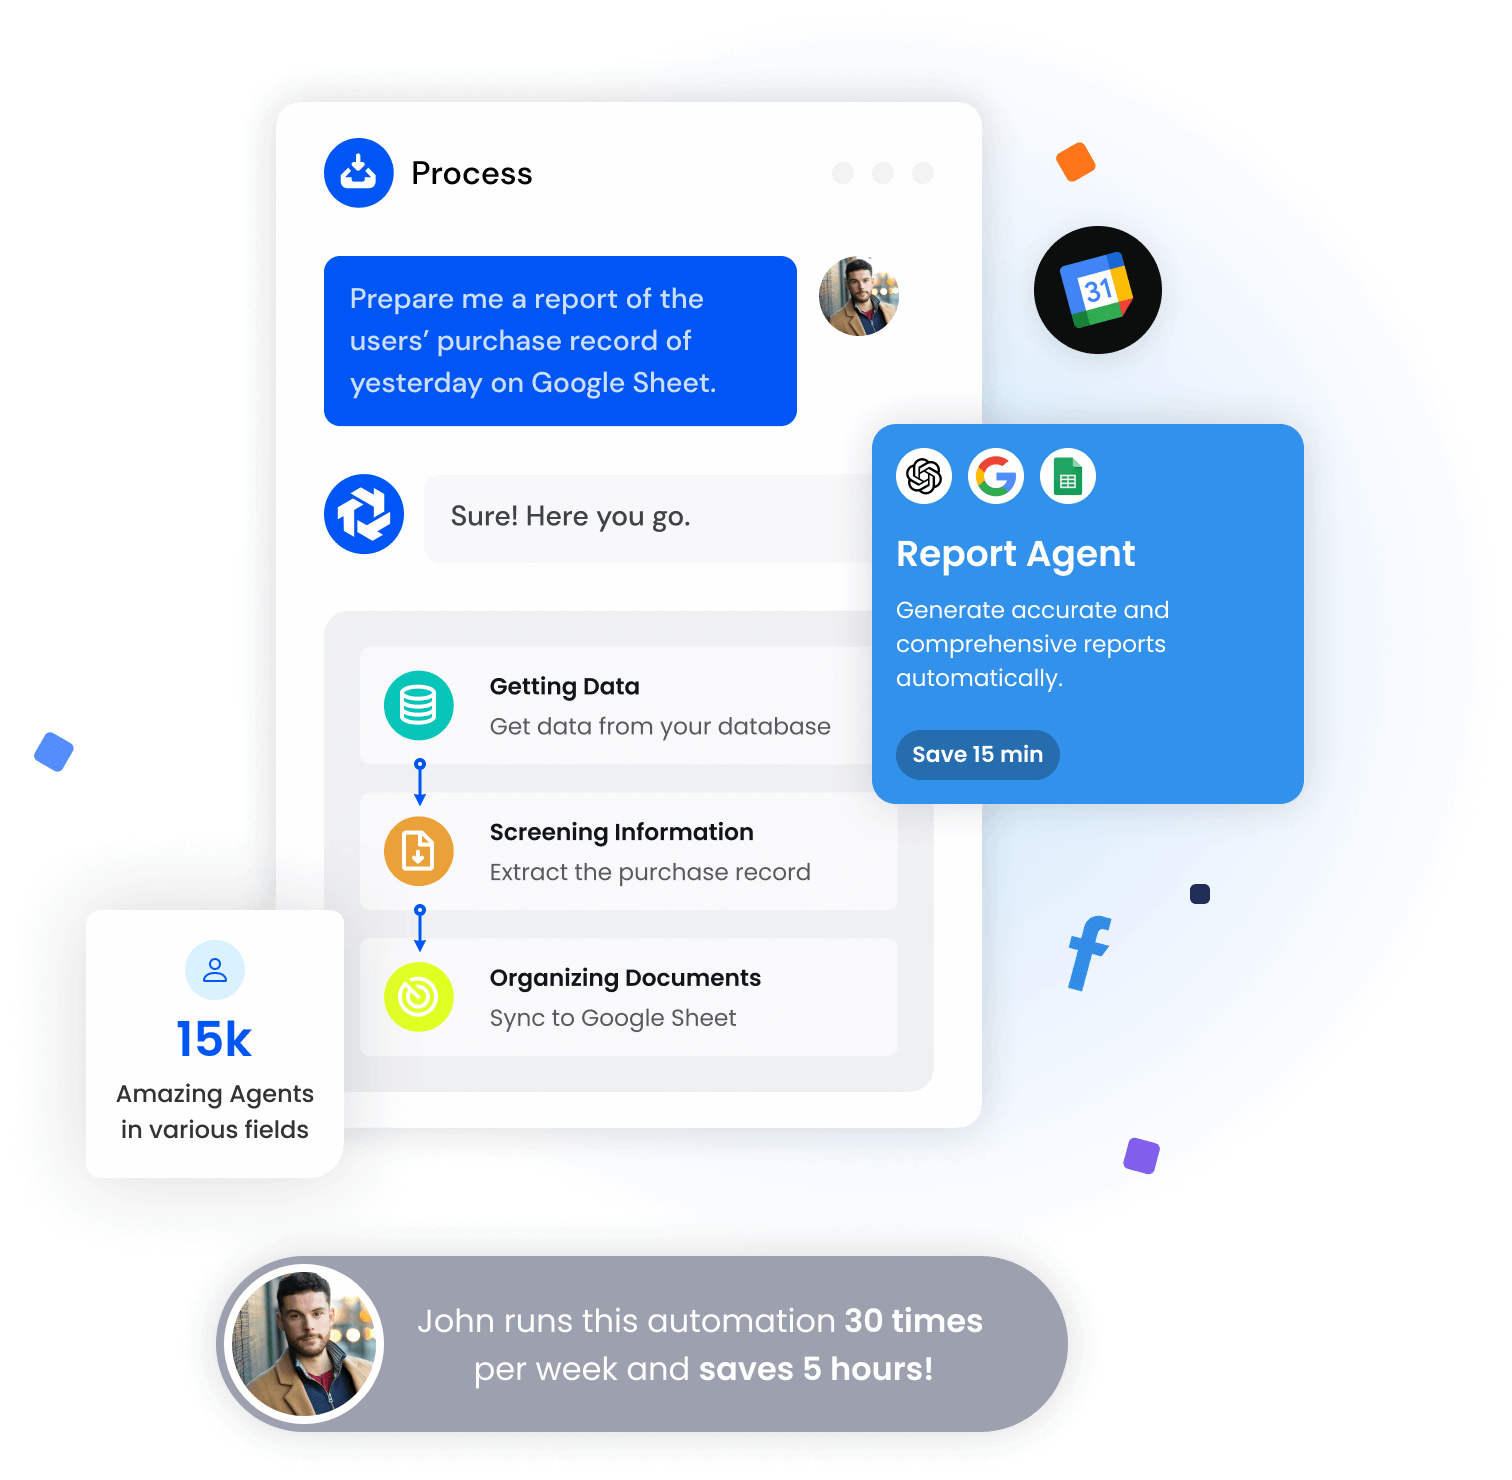 Process
Prepare me a report of the
users’ purchase record of
yesterday on Google Sheet.
31
Sure! Here you go.
Report Agent
Generate accurate and
comprehensive reports
automatically.
Save 15 min
Getting Data
Get data from your database
Screening Information
Extract the purchase record
Organizing Documents
Sync to Google Sheet
15k
Amazing Agents
in various fields
John runs this automation 30 times
per week and saves 5 hours!